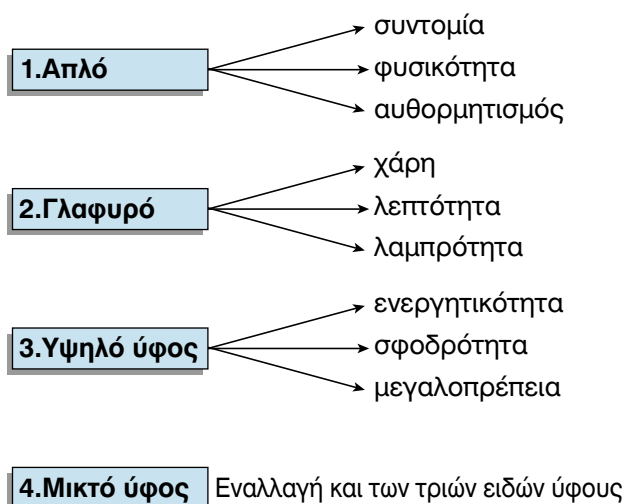 συντομία
1.Απλό
φυσικότητα
αυθορμητισμός
χάρη
2.Γλαφυρό
λεπτότητα
λαμπρότητα
ενεργητικότητα
3.Υψηλό ύφος
σφοδρότητα
μεγαλοπρέπεια
4.Μικτό ύφος Εναλλαγή και των τριών ειδών ύφους